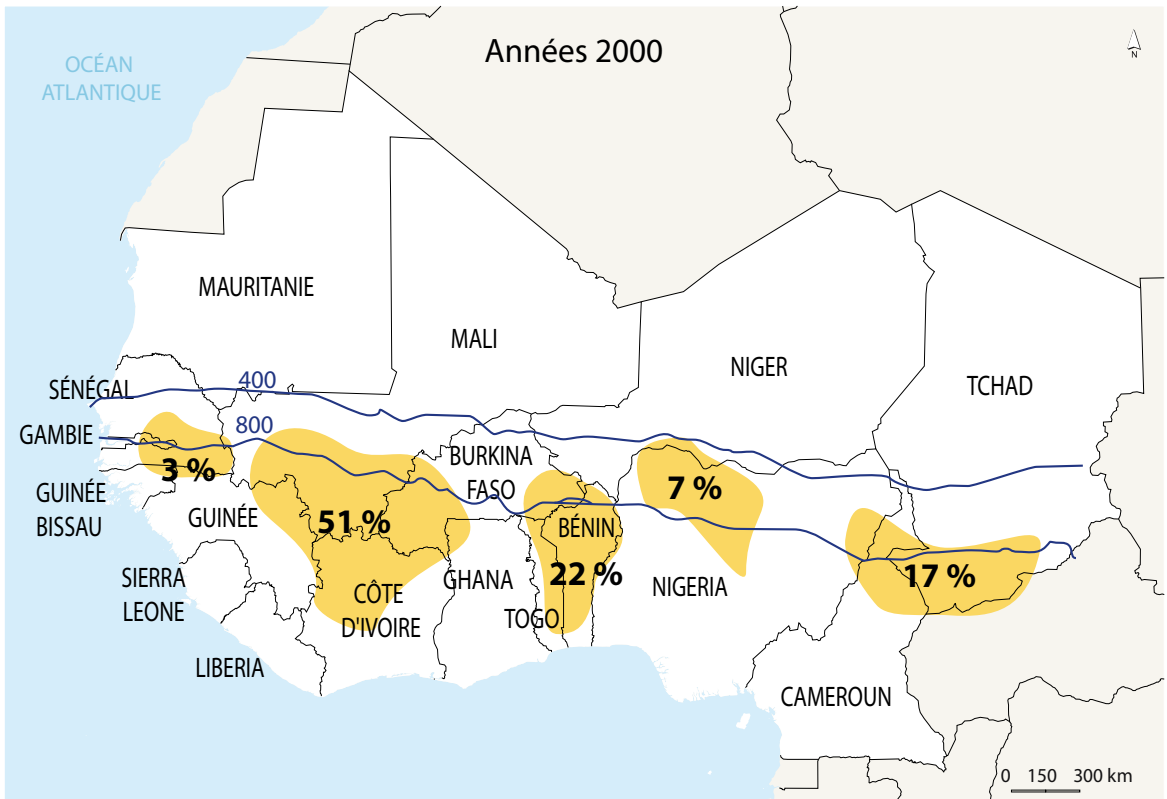 Années 2000
N
OCÉAN
ATLANTIQUE
MAURITANIE
MALI
NIGER
TCHAD
SÉNÉGAL
400
GAMBIE
800
BURKINA
FASO
3 %
7 %
GUINÉE
BISSAU
GUINÉE
51 %
BÉNIN
22 %
17 %
SIERRA
LEONE
CÔTE
D'IVOIRE
GHANA
TOGO
NIGERIA
LIBERIA
CAMEROUN
0 150 300 km